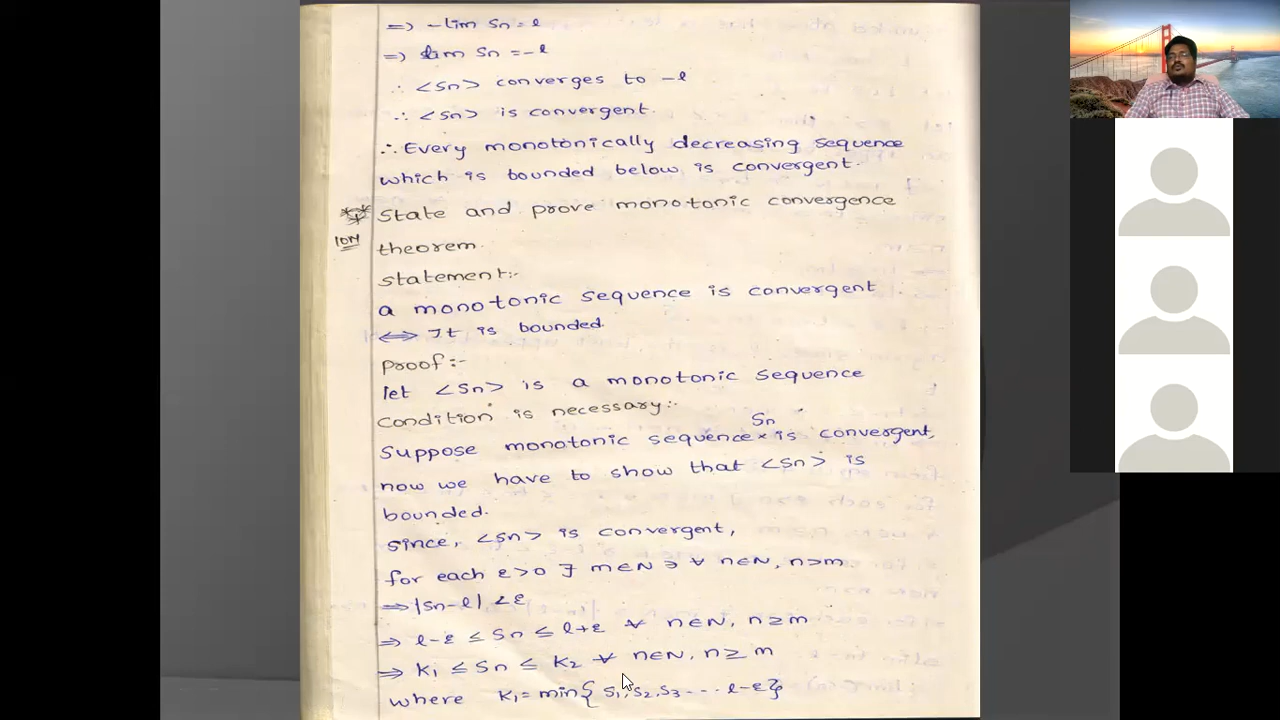 => -lim Sn = l
=> lim Sn = -l
∴ <Sn> converges to -l
∴ <Sn> is convergent.
∴ Every monotonically decreasing sequence
which is bounded below is convergent.
State and prove monotonic convergence
10M
theorem.
statement:-
a monotonic sequence is convergent
⟺ It is bounded.
proof:-
let <Sn> is a monotonic sequence
condition is necessary:-
Sn
suppose monotonic sequence × is convergent,
now we have to show that <Sn> is
bounded.
since, <Sn> is convergent,
for each ε>0 ∃ m∈N ∋ ∀ n∈N, n>m
=> |Sn-l| <ε
=> l-ε ≤ Sn ≤ l+ε ∀ n∈N, n≥m
=> K1 ≤ Sn ≤ K2 ∀ n∈N, n≥m
where K1 = min{ S1, S2, S3 --- l-ε}